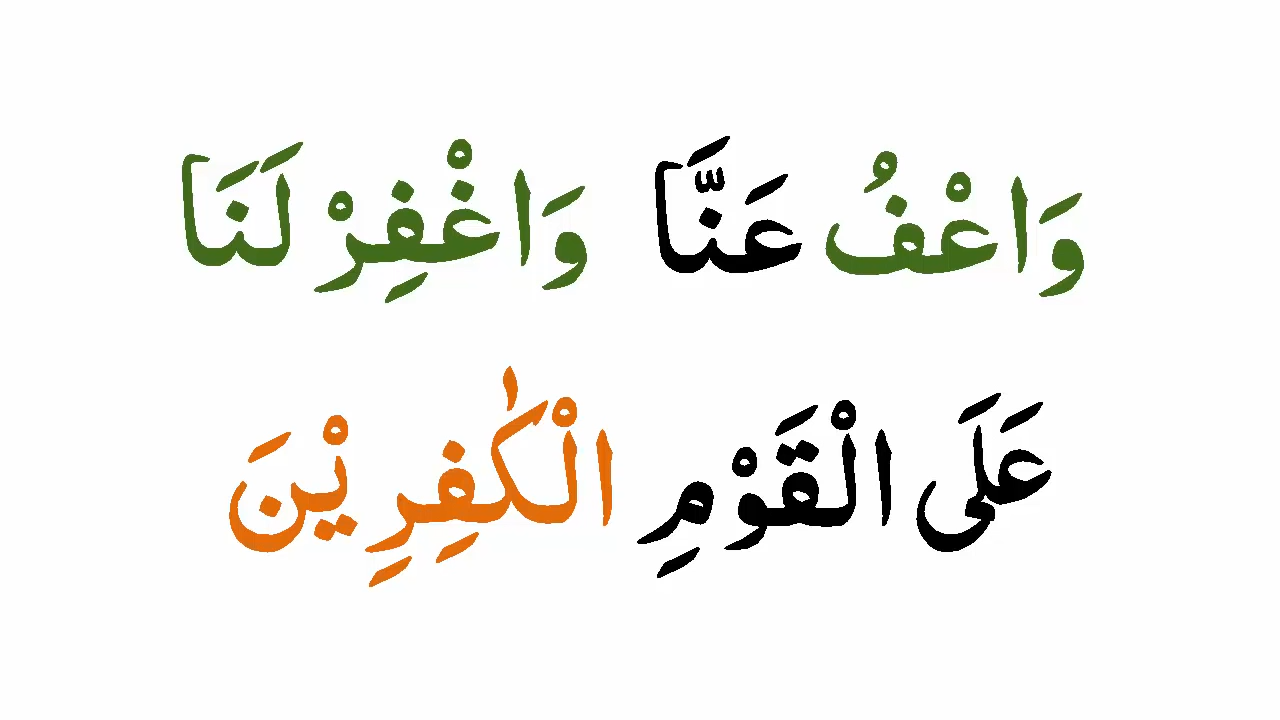 وَاعْفُ عَنَّا وَاغْفِرْ لَنَا
عَلَى الْقَوْمِ الْكٰفِرِيْنَ